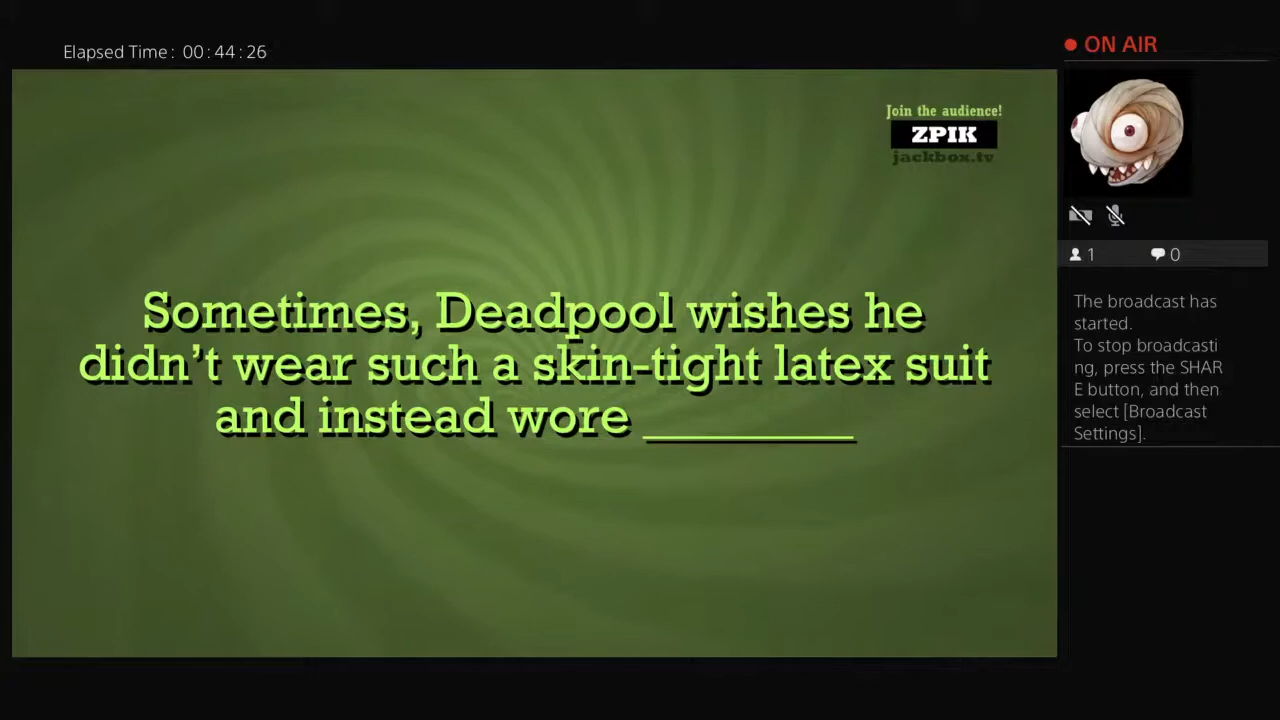 Elapsed Time: 00:44:26
ON AIR
Join the audience!
ZPIK
jackbox.tv
Sometimes, Deadpool wishes he
didn't wear such a skin-tight latex suit
and instead wore ________
1 0
The broadcast has
started.
To stop broadcasti
ng, press the SHAR
E button, and then
select [Broadcast
Settings].